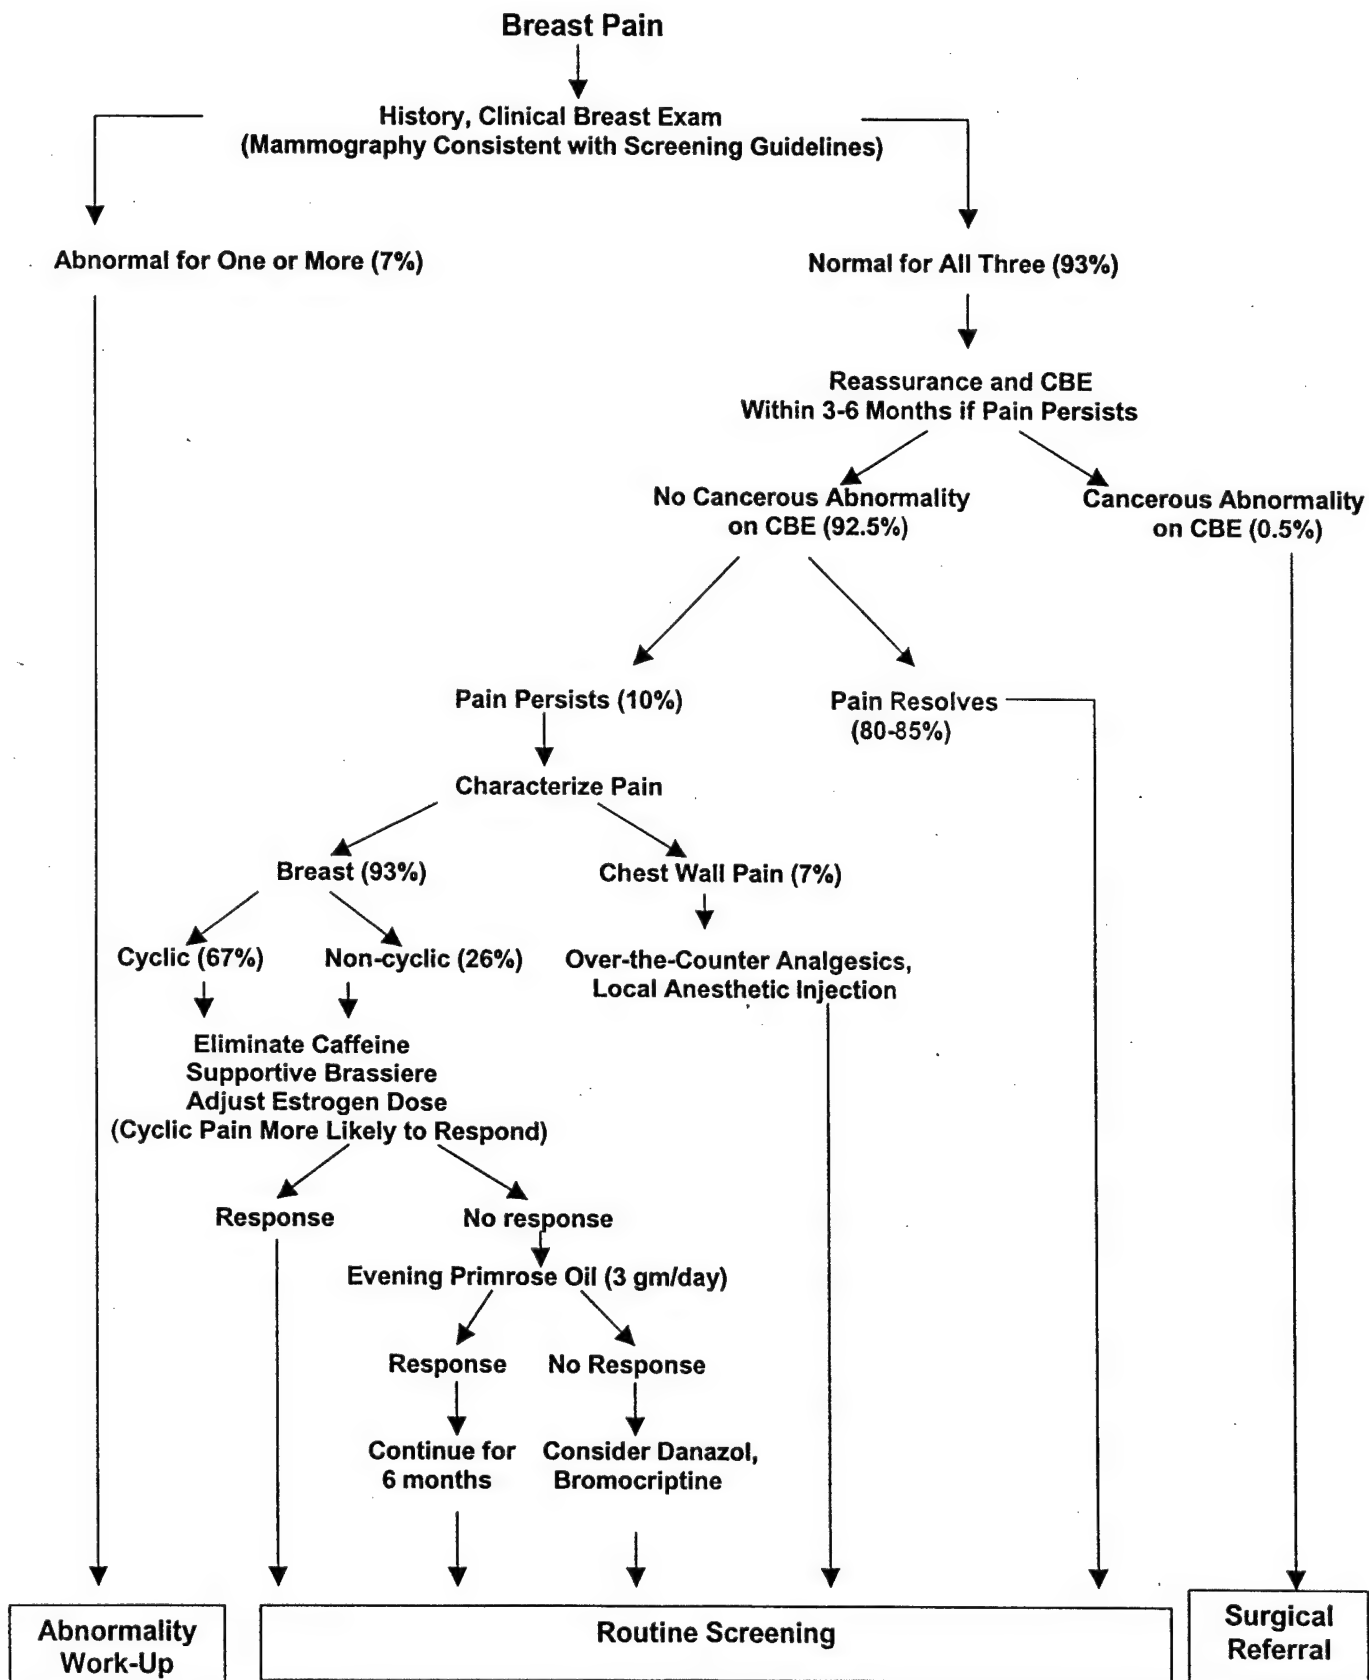 Breast Pain
History, Clinical Breast Exam
(Mammography Consistent with Screening Guidelines)
Abnormal for One or More (7%)
Normal for All Three (93%)
Reassurance and CBE
Within 3-6 Months if Pain Persists
No Cancerous Abnormality
on CBE (92.5%)
Cancerous Abnormality
on CBE (0.5%)
Pain Persists (10%)
Pain Resolves
(80-85%)
Characterize Pain
Breast (93%)
Chest Wall Pain (7%)
Cyclic (67%)
Non-cyclic (26%)
Over-the-Counter Analgesics,
Local Anesthetic Injection
Eliminate Caffeine
Supportive Brassiere
Adjust Estrogen Dose
(Cyclic Pain More Likely to Respond)
Response
No response
Evening Primrose Oil (3 gm/day)
Response
No Response
Continue for
6 months
Consider Danazol,
Bromocriptine
Abnormality
Work-Up
Routine Screening
Surgical
Referral